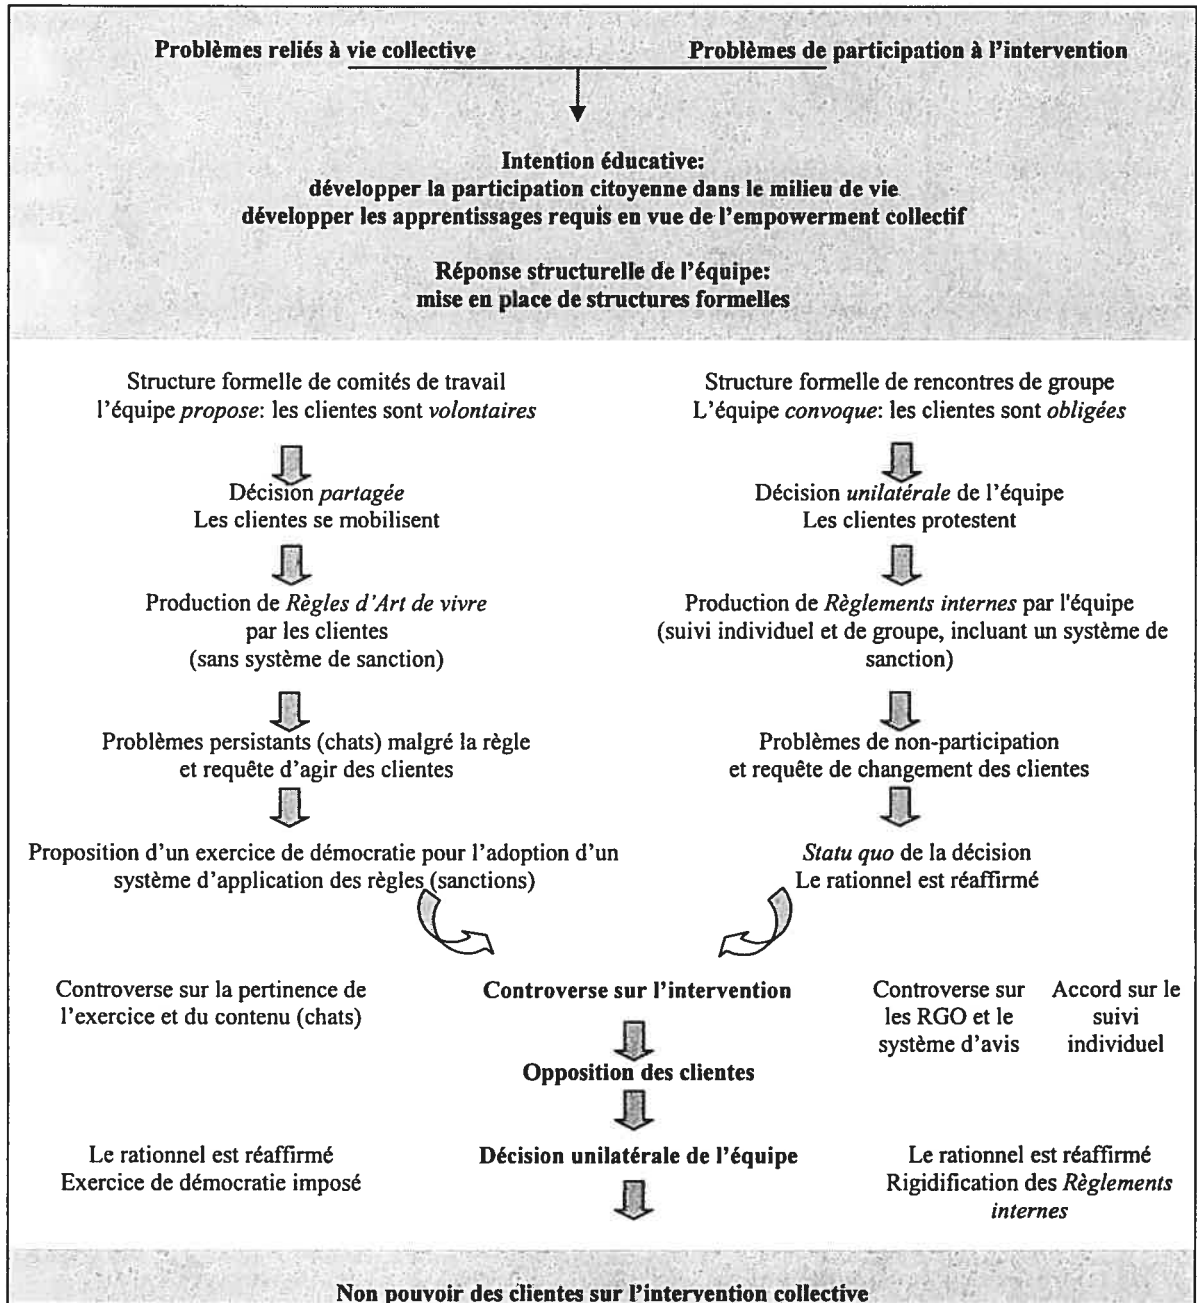 Problèmes reliés à vie collective
Problèmes de participation à l'intervention
Intention éducative:
développer la participation citoyenne dans le milieu de vie
développer les apprentissages requis en vue de l'empowerment collectif
Réponse structurelle de l'équipe:
mise en place de structures formelles
Structure formelle de comités de travail
l'équipe propose: les clientes sont volontaires
Décision partagée
Les clientes se mobilisent
Production de Règles d'Art de vivre
par les clientes
(sans système de sanction)
Problèmes persistants (chats) malgré la règle
et requête d'agir des clientes
Proposition d'un exercice de démocratie pour l'adoption d'un
système d'application des règles (sanctions)
Structure formelle de rencontres de groupe
L'équipe convoque: les clientes sont obligées
Décision unilatérale de l'équipe
Les clientes protestent
Production de Règlements internes par l'équipe
(suivi individuel et de groupe, incluant un système de
sanction)
Problèmes de non-participation
et requête de changement des clientes
Statu quo de la décision
Le rationnel est réaffirmé
Controverse sur la pertinence de
l'exercice et du contenu (chats)
Controverse sur l'intervention
Controverse sur
les RGO et le
système d'avis
Accord sur le
suivi
individuel
Opposition des clientes
Le rationnel est réaffirmé
Exercice de démocratie imposé
Décision unilatérale de l'équipe
Le rationnel est réaffirmé
Rigidification des Règlements
internes
Non pouvoir des clientes sur l'intervention collective